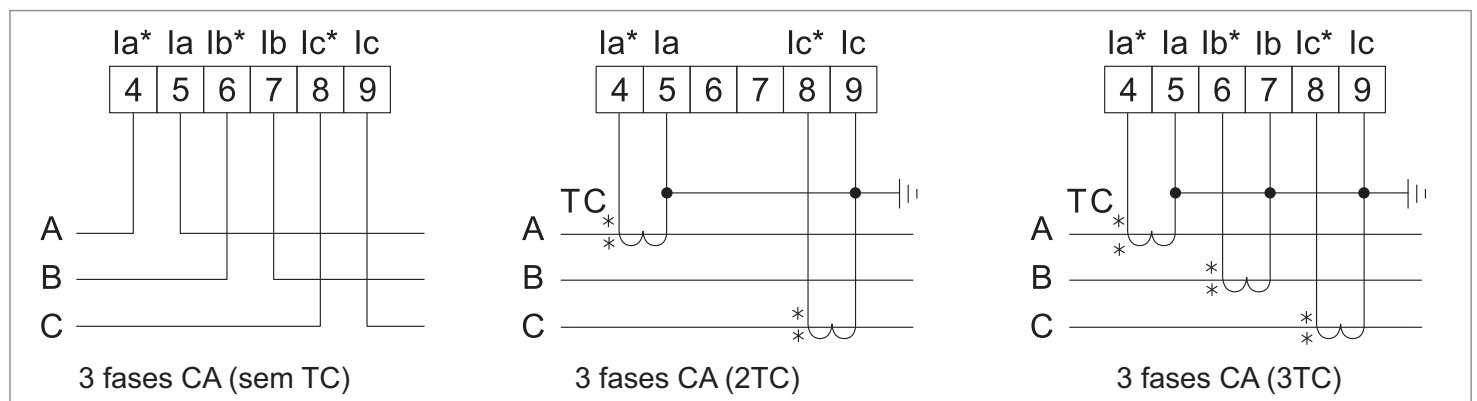 Ia* Ia Ib* Ib Ic* Ic
4 5 6 7 8 9
A
B
C
3 fases CA (sem TC)
Ia* Ia Ic* Ic
4 5 6 7 8 9
TC
*
A
*
B
*
C
*
3 fases CA (2TC)
Ia* Ia Ib* Ib Ic* Ic
4 5 6 7 8 9
TC
*
A
*
*
B
*
*
C
*
3 fases CA (3TC)